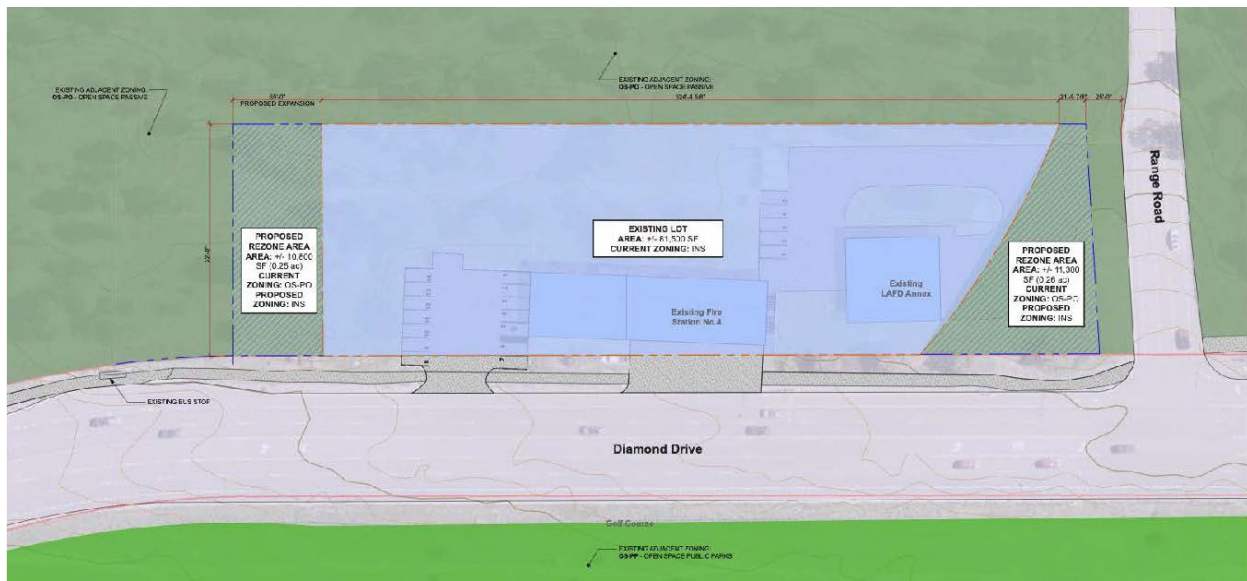 EXISTING ADJACENT ZONING:
OS-PO - OPEN SPACE PASSIVE
EXISTING ADJACENT ZONING:
OS-PO - OPEN SPACE PASSIVE
PROPOSED EXPANSION
Range Road
EXISTING LOT
AREA: +/- 81,500 SF
CURRENT ZONING: INS
PROPOSED
REZONE AREA
AREA: +/- 10,800
SF (0.25 ac)
CURRENT
ZONING: OS-PO
PROPOSED
ZONING: INS
PROPOSED
REZONE AREA
AREA: +/- 11,300
SF (0.26 ac)
CURRENT
ZONING: OS-PO
PROPOSED
ZONING: INS
Existing
LAFD Annex
Existing Fire
Station No.4
EXISTING BUS STOP
Diamond Drive
Golf Course
EXISTING ADJACENT ZONING:
OS-PP - OPEN SPACE PUBLIC PARKS